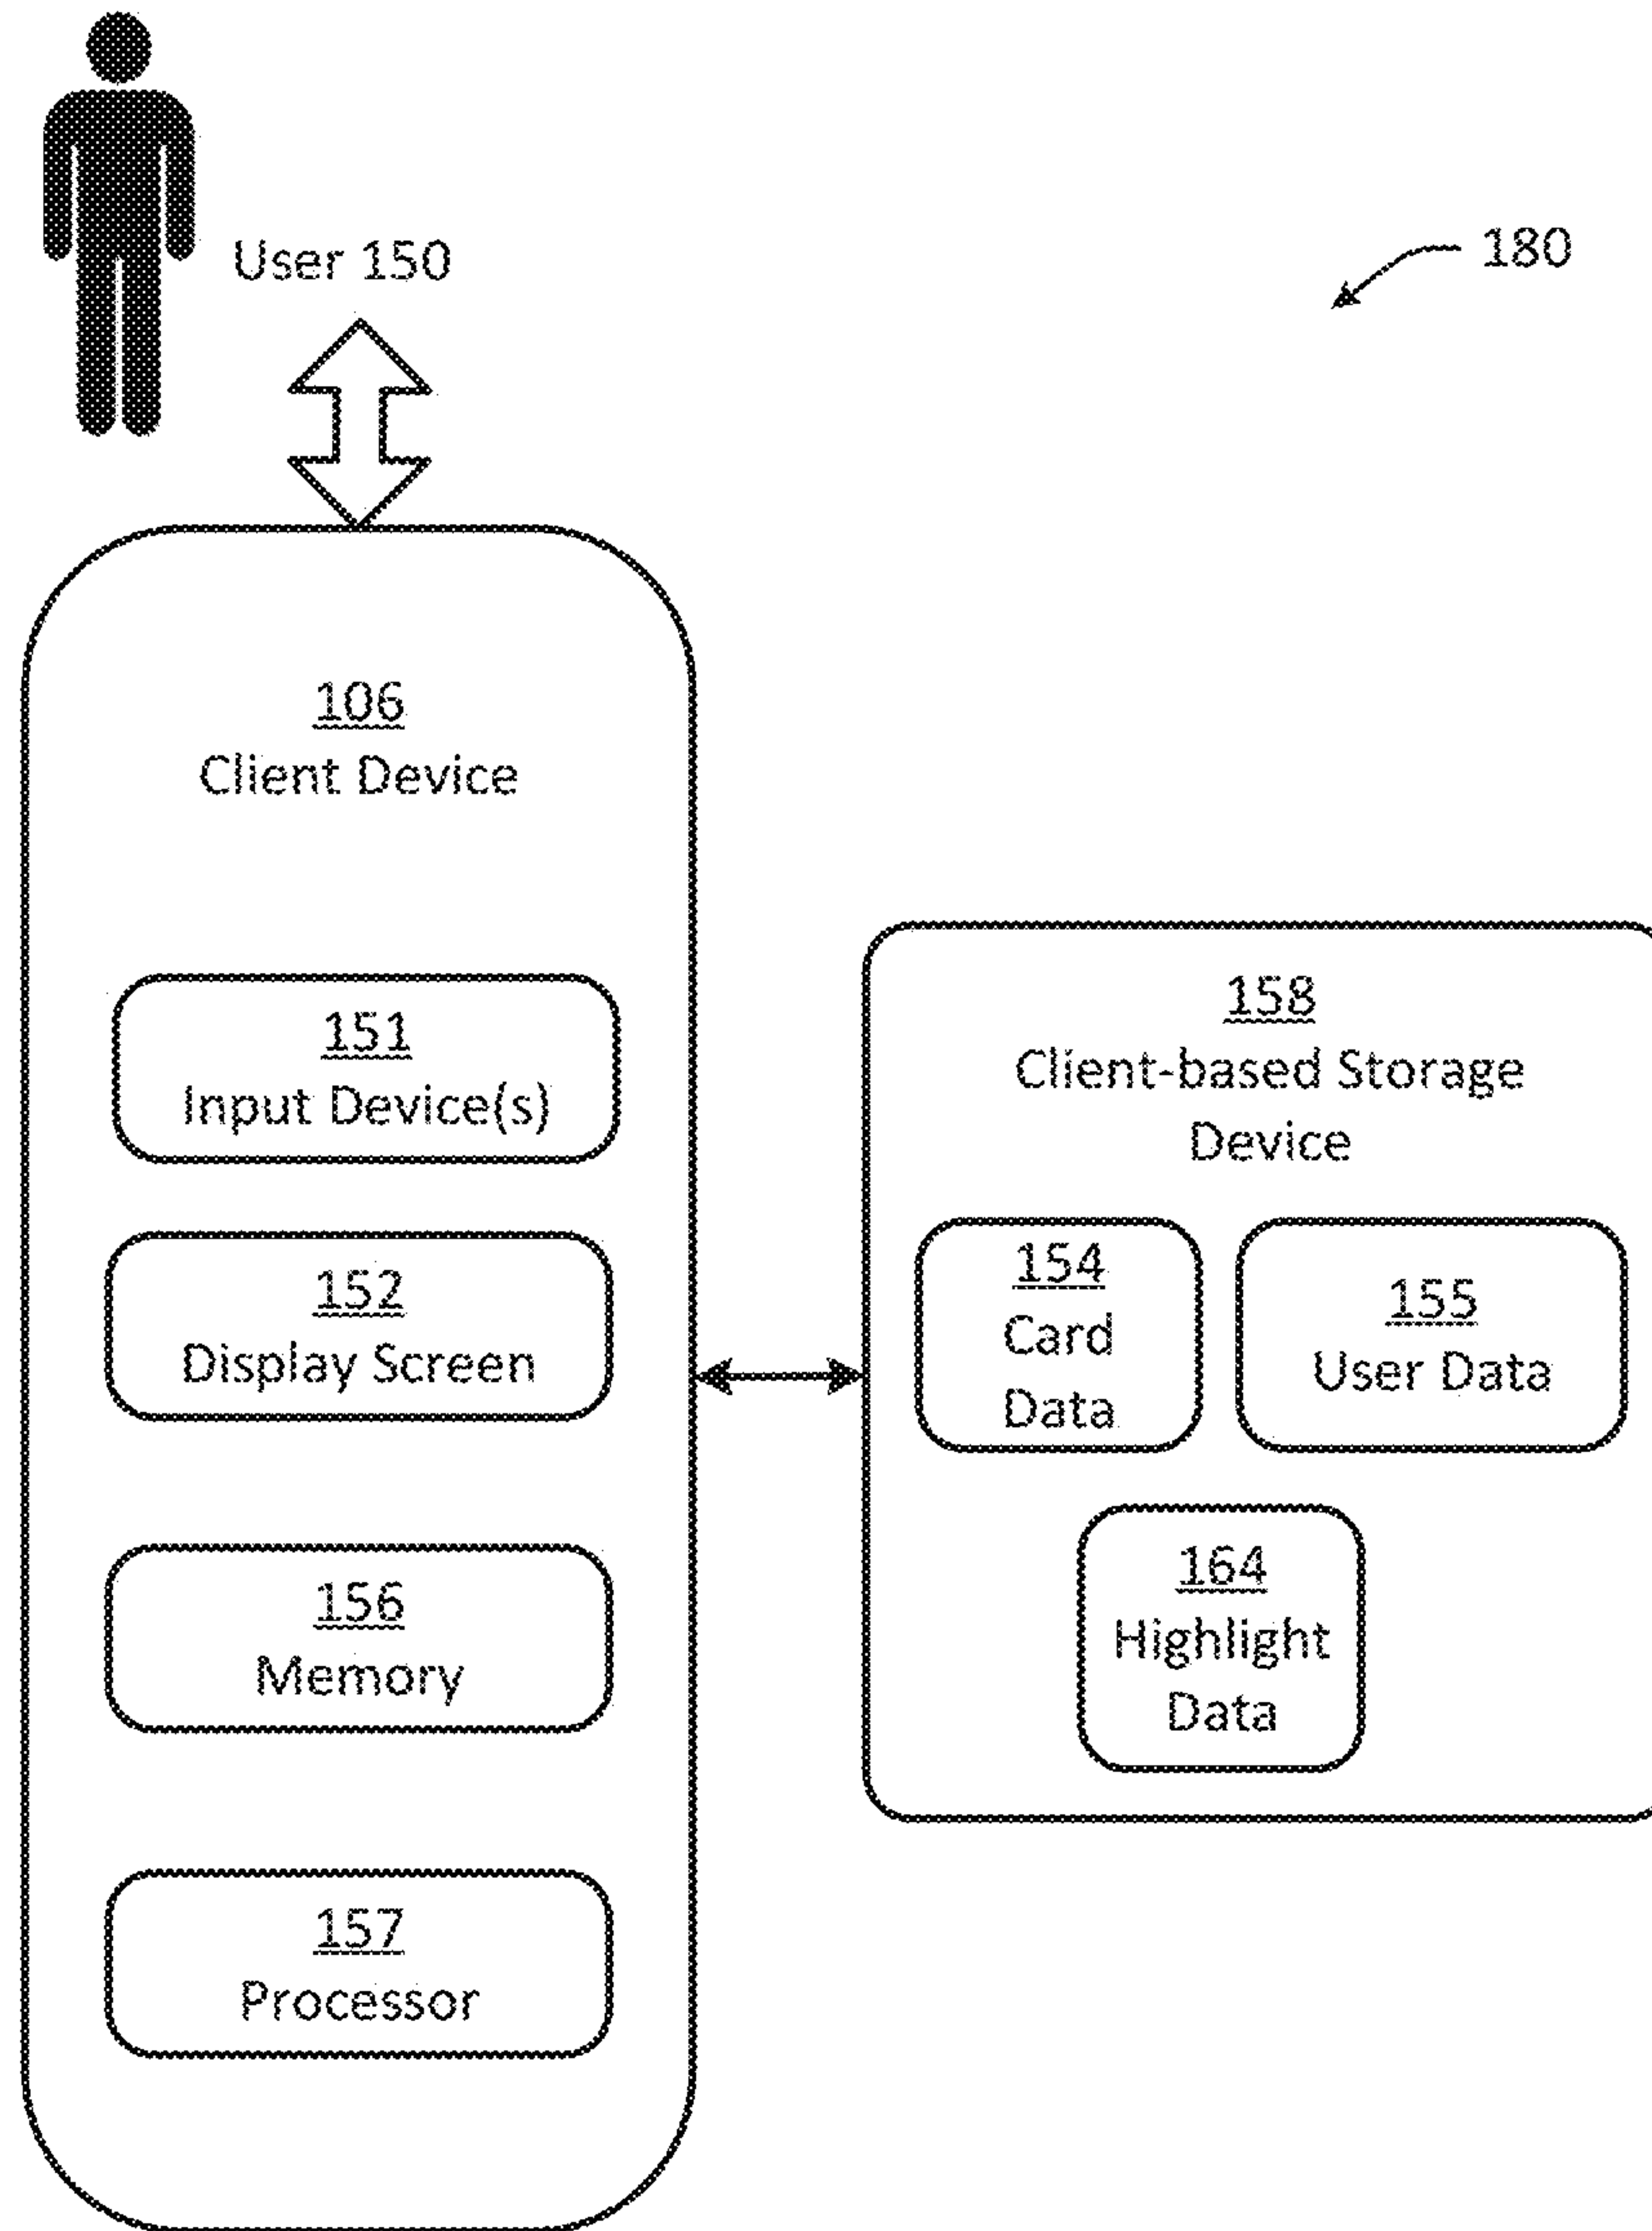 User 150
180
106
Client Device
151
Input Device(s)
152
Display Screen
156
Memory
157
Processor
158
Client-based Storage
Device
154
Card
Data
155
User Data
164
Highlight
Data